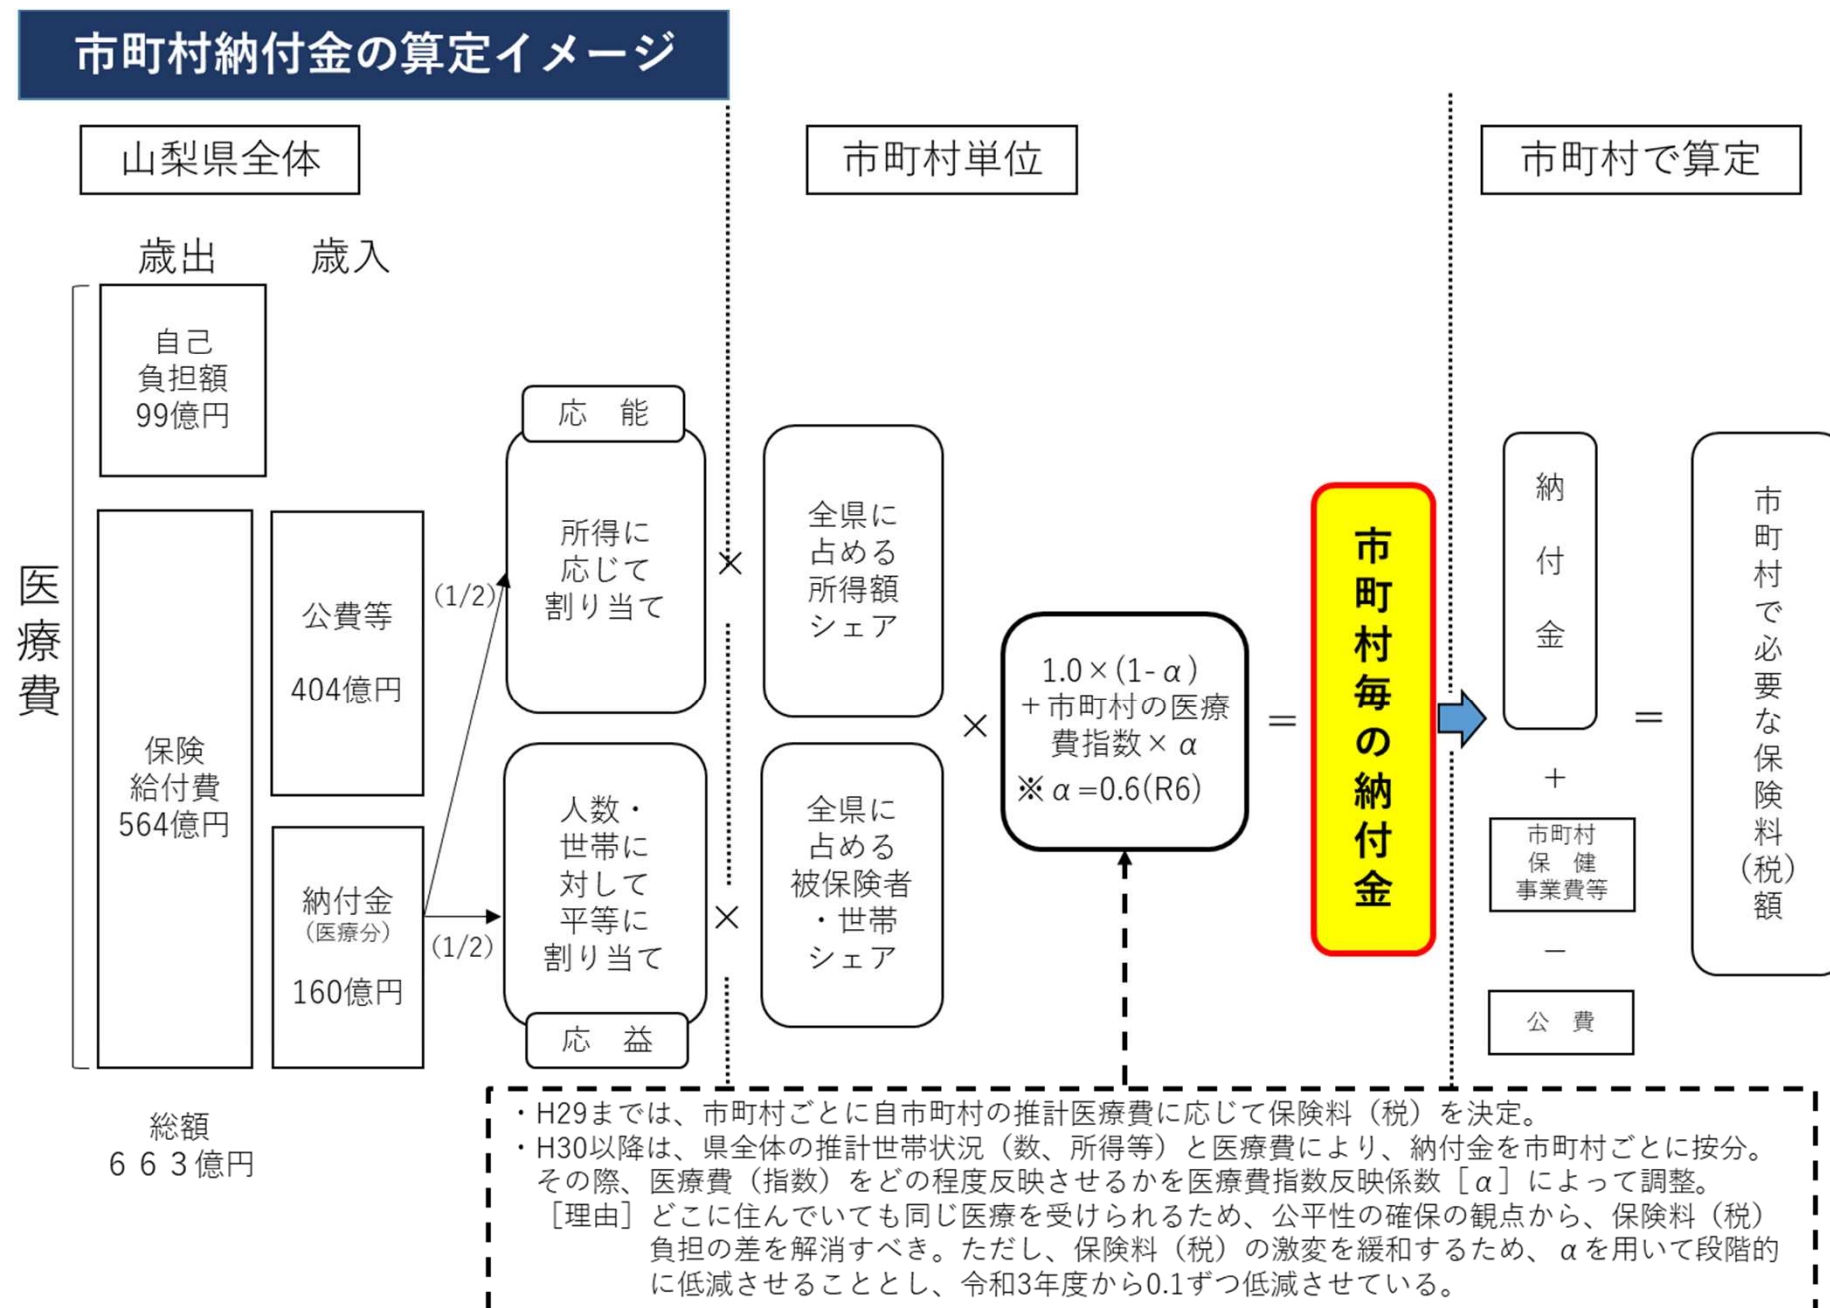 市町村納付金の算定イメージ
山梨県全体
市町村単位
市町村で算定
歳出
歳入
医療費
自己
負担額
99億円
保険
給付費
564億円
公費等
404億円
納付金
(医療分)
160億円
総額
663億円
(1/2)
(1/2)
応 能
所得に
応じて
割り当て
人数・
世帯に
対して
平等に
割り当て
応 益
×
×
全県に
占める
所得額
シェア
全県に
占める
被保険者
・世帯
シェア
×
1.0×(1-α)
+市町村の医療
費指数×α
※α=0.6(R6)
=
市町村毎の納付金
納付金
+
市町村
保 健
事業費等
−
公 費
=
市町村で必要な保険料(税)額
・H29までは、市町村ごとに自市町村の推計医療費に応じて保険料(税)を決定。
・H30以降は、県全体の推計世帯状況(数、所得等)と医療費により、納付金を市町村ごとに按分。
その際、医療費(指数)をどの程度反映させるかを医療費指数反映係数[α]によって調整。
[理由]どこに住んでいても同じ医療を受けられるため、公平性の確保の観点から、保険料(税)
負担の差を解消すべき。ただし、保険料(税)の激変を緩和するため、αを用いて段階的
に低減させることとし、令和3年度から0.1ずつ低減させている。